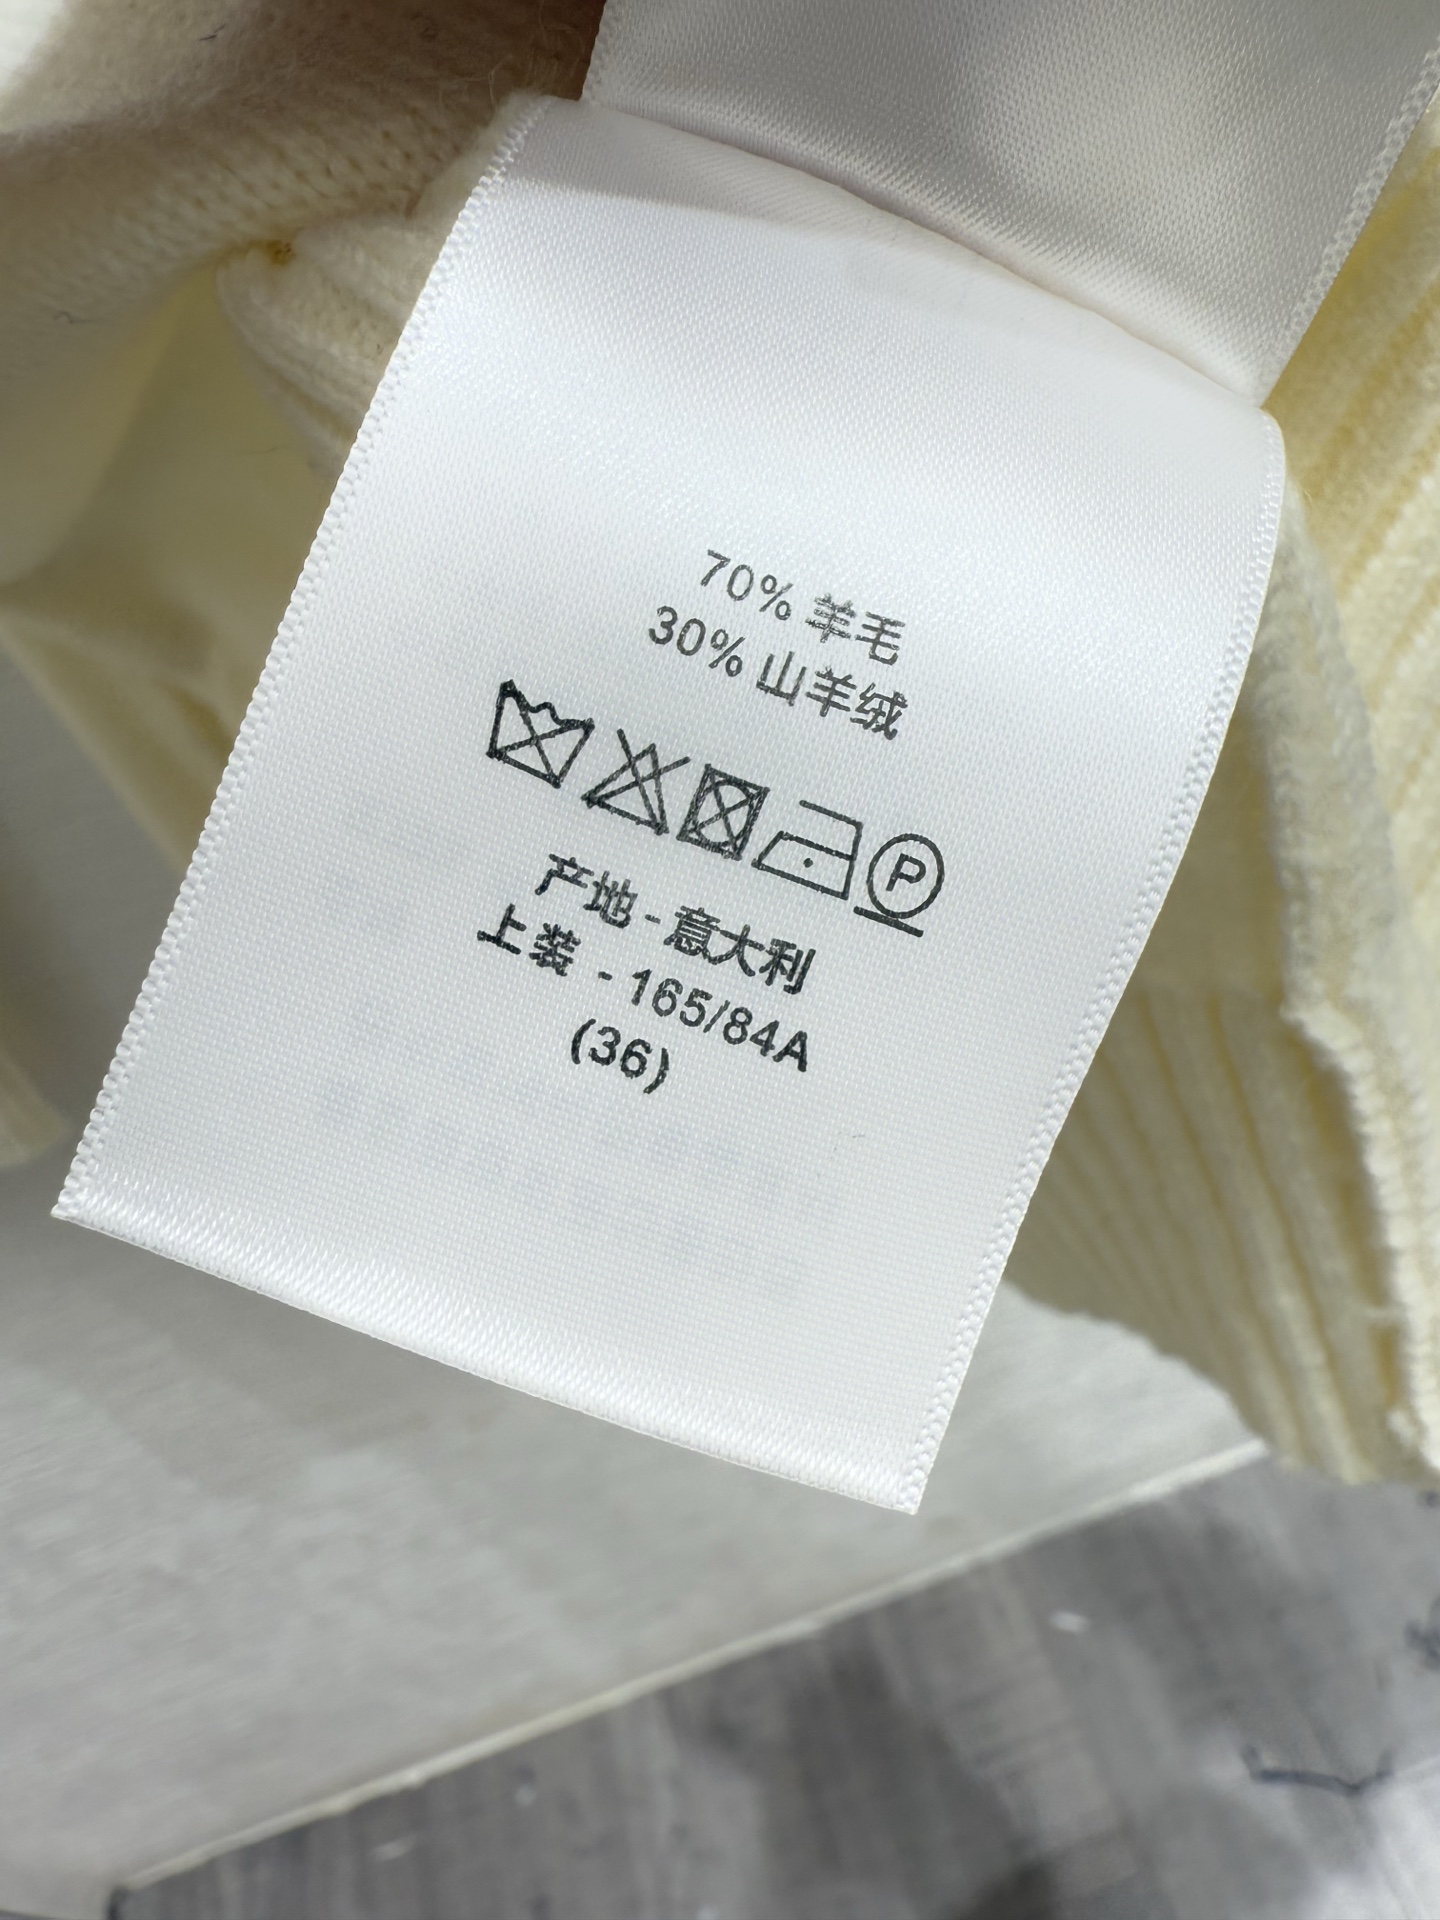 70% 羊毛
30% 山羊绒
P
产地 - 意大利
上装 - 165/84A
(36)